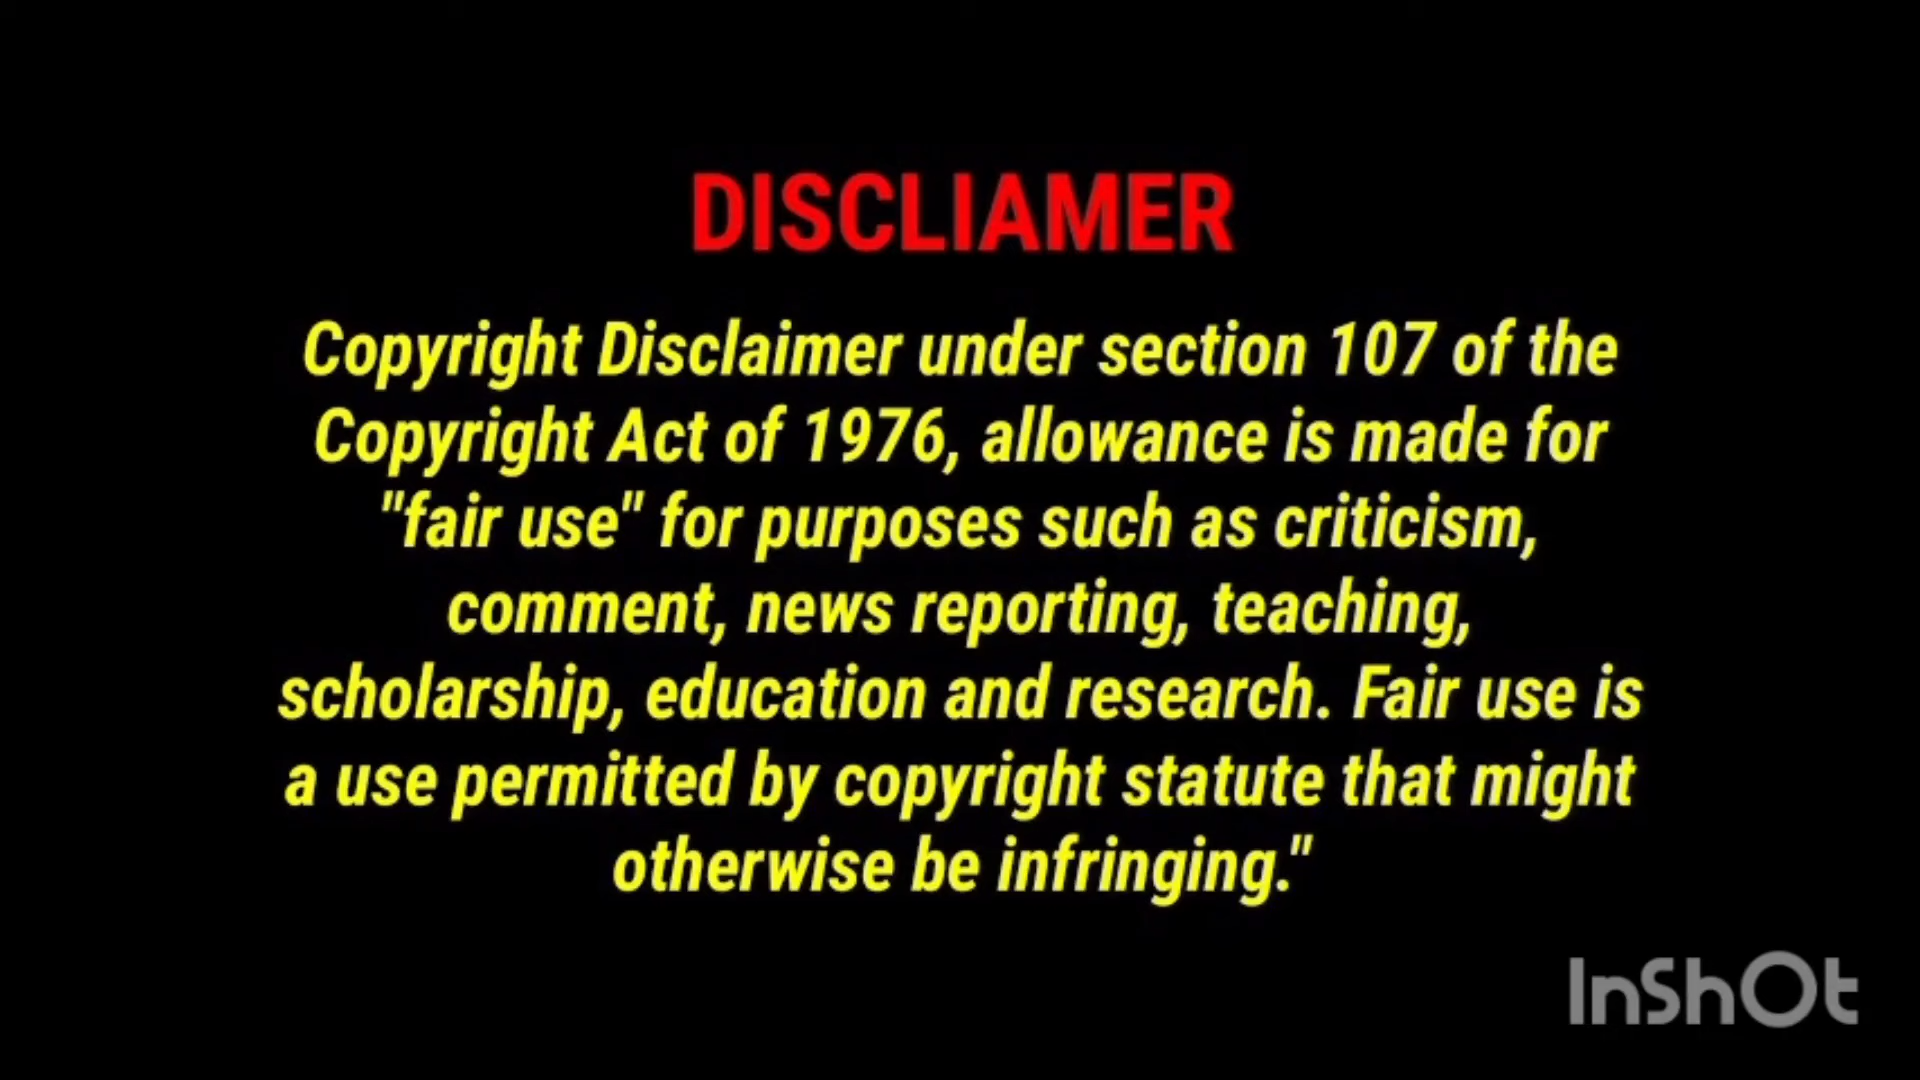 DISCLIAMER
Copyright Disclaimer under section 107 of the
Copyright Act of 1976, allowance is made for
"fair use" for purposes such as criticism,
comment, news reporting, teaching,
scholarship, education and research. Fair use is
a use permitted by copyright statute that might
otherwise be infringing."
InShOt